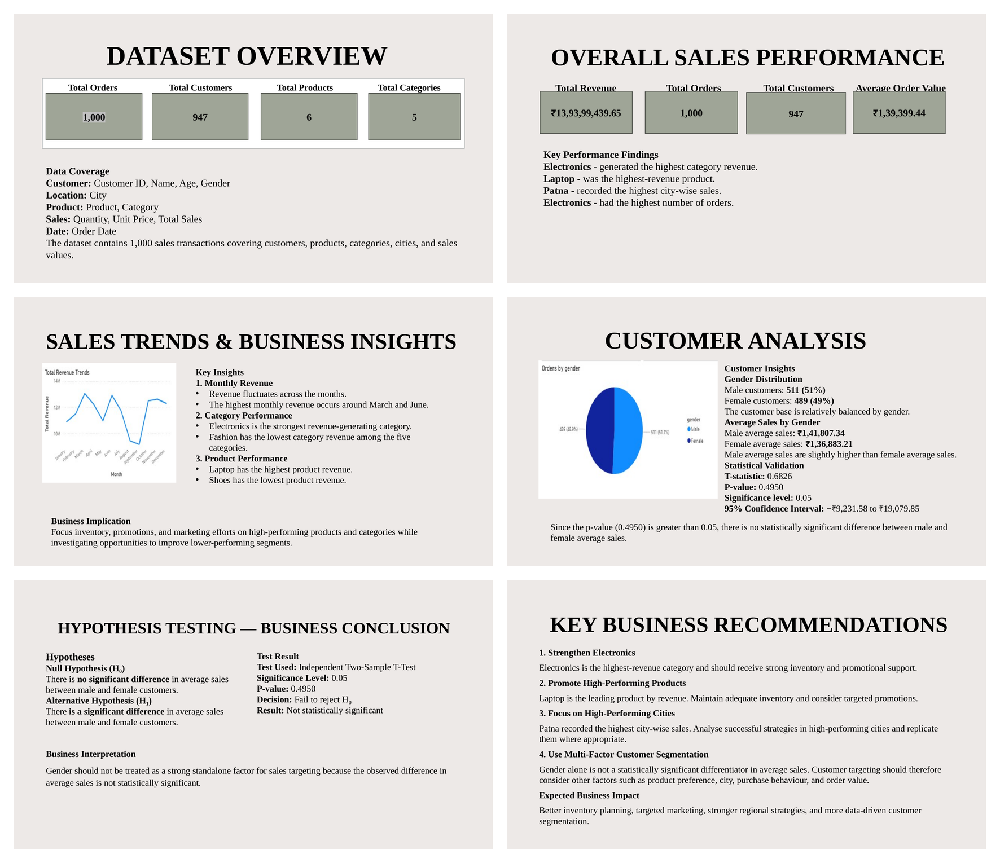 DATASET OVERVIEW
Total Orders
Total Customers
Total Products
Total Categories
1,000
947
6
5
Data Coverage
Customer: Customer ID, Name, Age, Gender
Location: City
Product: Product, Category
Sales: Quantity, Unit Price, Total Sales
Date: Order Date
The dataset contains 1,000 sales transactions covering customers, products, categories, cities, and sales
values.
OVERALL SALES PERFORMANCE
Total Revenue
Total Orders
Total Customers
Average Order Value
₹13,93,99,439.65
1,000
947
₹1,39,399.44
Key Performance Findings
Electronics - generated the highest category revenue.
Laptop - was the highest-revenue product.
Patna - recorded the highest city-wise sales.
Electronics - had the highest number of orders.
SALES TRENDS & BUSINESS INSIGHTS
Total Revenue Trends
14M
12M
10M
Total Revenue
January
February
March
April
May
June
July
August
September
October
November
December
Month
Key Insights
1. Monthly Revenue
• Revenue fluctuates across the months.
• The highest monthly revenue occurs around March and June.
2. Category Performance
• Electronics is the strongest revenue-generating category.
• Fashion has the lowest category revenue among the five
categories.
3. Product Performance
• Laptop has the highest product revenue.
• Shoes has the lowest product revenue.
Business Implication
Focus inventory, promotions, and marketing efforts on high-performing products and categories while
investigating opportunities to improve lower-performing segments.
CUSTOMER ANALYSIS
Orders by gender
489 (48.9%)
511 (51.1%)
gender
Male
Female
Customer Insights
Gender Distribution
Male customers: 511 (51%)
Female customers: 489 (49%)
The customer base is relatively balanced by gender.
Average Sales by Gender
Male average sales: ₹1,41,807.34
Female average sales: ₹1,36,883.21
Male average sales are slightly higher than female average sales.
Statistical Validation
T-statistic: 0.6826
P-value: 0.4950
Significance level: 0.05
95% Confidence Interval: −₹9,231.58 to ₹19,079.85
Since the p-value (0.4950) is greater than 0.05, there is no statistically significant difference between male and
female average sales.
HYPOTHESIS TESTING — BUSINESS CONCLUSION
Hypotheses
Null Hypothesis (H₀)
There is no significant difference in average sales
between male and female customers.
Alternative Hypothesis (H₁)
There is a significant difference in average sales
between male and female customers.
Test Result
Test Used: Independent Two-Sample T-Test
Significance Level: 0.05
P-value: 0.4950
Decision: Fail to reject H₀
Result: Not statistically significant
Business Interpretation
Gender should not be treated as a strong standalone factor for sales targeting because the observed difference in
average sales is not statistically significant.
KEY BUSINESS RECOMMENDATIONS
1. Strengthen Electronics
Electronics is the highest-revenue category and should receive strong inventory and promotional support.
2. Promote High-Performing Products
Laptop is the leading product by revenue. Maintain adequate inventory and consider targeted promotions.
3. Focus on High-Performing Cities
Patna recorded the highest city-wise sales. Analyse successful strategies in high-performing cities and replicate
them where appropriate.
4. Use Multi-Factor Customer Segmentation
Gender alone is not a statistically significant differentiator in average sales. Customer targeting should therefore
consider other factors such as product preference, city, purchase behaviour, and order value.
Expected Business Impact
Better inventory planning, targeted marketing, stronger regional strategies, and more data-driven customer
segmentation.